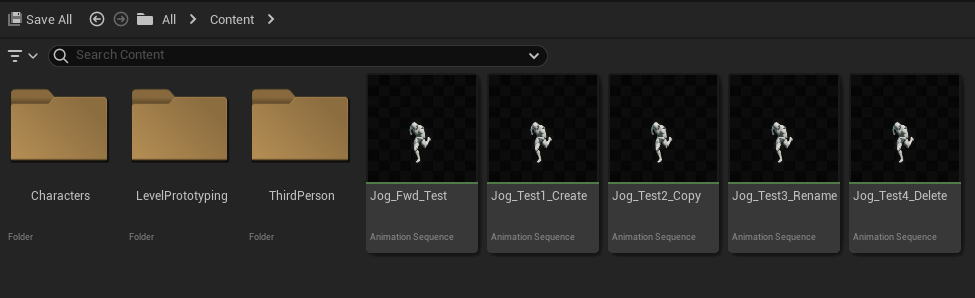 Save All All Content
Search Content
Characters LevelPrototyping ThirdPerson Jog_Fwd_Test Jog_Test1_Create Jog_Test2_Copy Jog_Test3_Rename Jog_Test4_Delete
Folder Folder Folder Animation Sequence Animation Sequence Animation Sequence Animation Sequence Animation Sequence